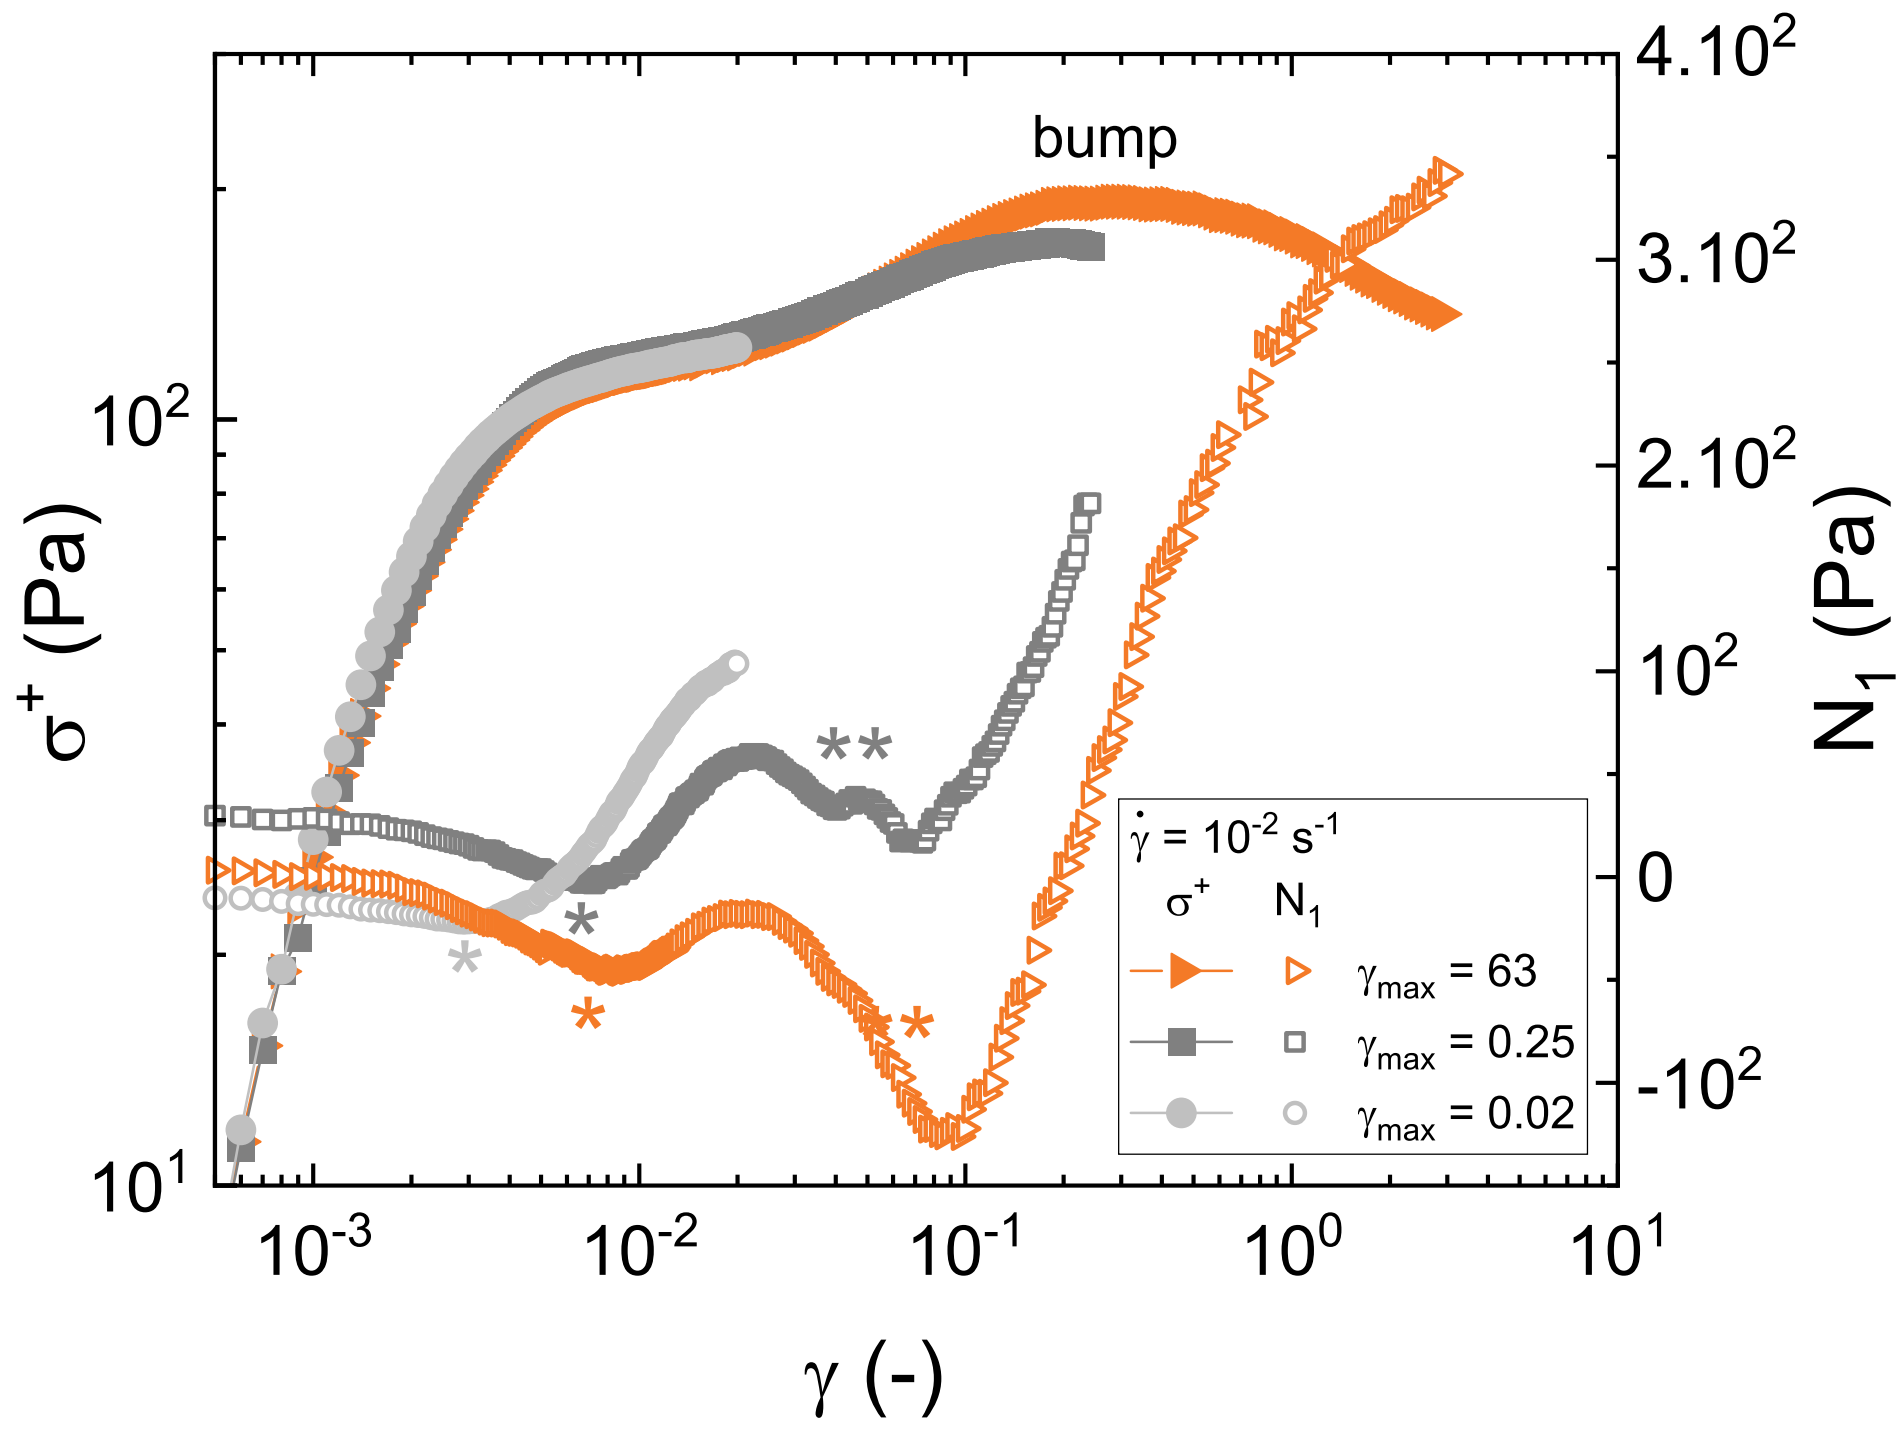 bump
σ⁺ (Pa)
10²
10¹
4.10²
3.10²
2.10²
10²
0
-10²
N₁ (Pa)
* *
*
*
*
* *
γ̇ = 10⁻² s⁻¹
σ⁺ N₁
γmax = 63
γmax = 0.25
γmax = 0.02
10⁻³ 10⁻² 10⁻¹ 10⁰ 10¹
γ (-)